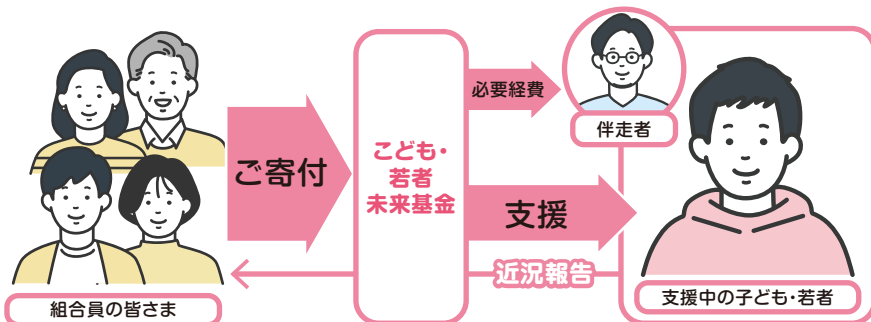 組合員の皆さま
ご寄付
こども・
若者
未来基金
必要経費
伴走者
支援
近況報告
支援中の子ども・若者